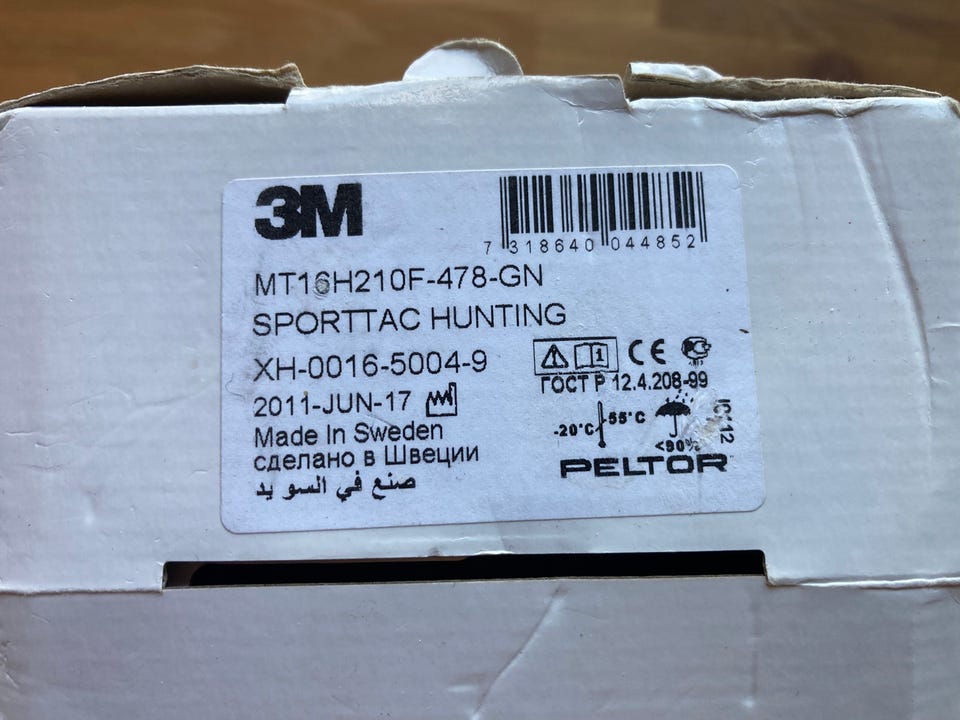 3M
7 318640 044852
MT16H210F-478-GN
SPORTTAC HUNTING
XH-0016-5004-9
2011-JUN-17
Made In Sweden
сделано в Швеции
صنع في السويد
i
CE
ГОСТ Р 12.4.208-99
-20°C
+55°C
<90%
PELTOR